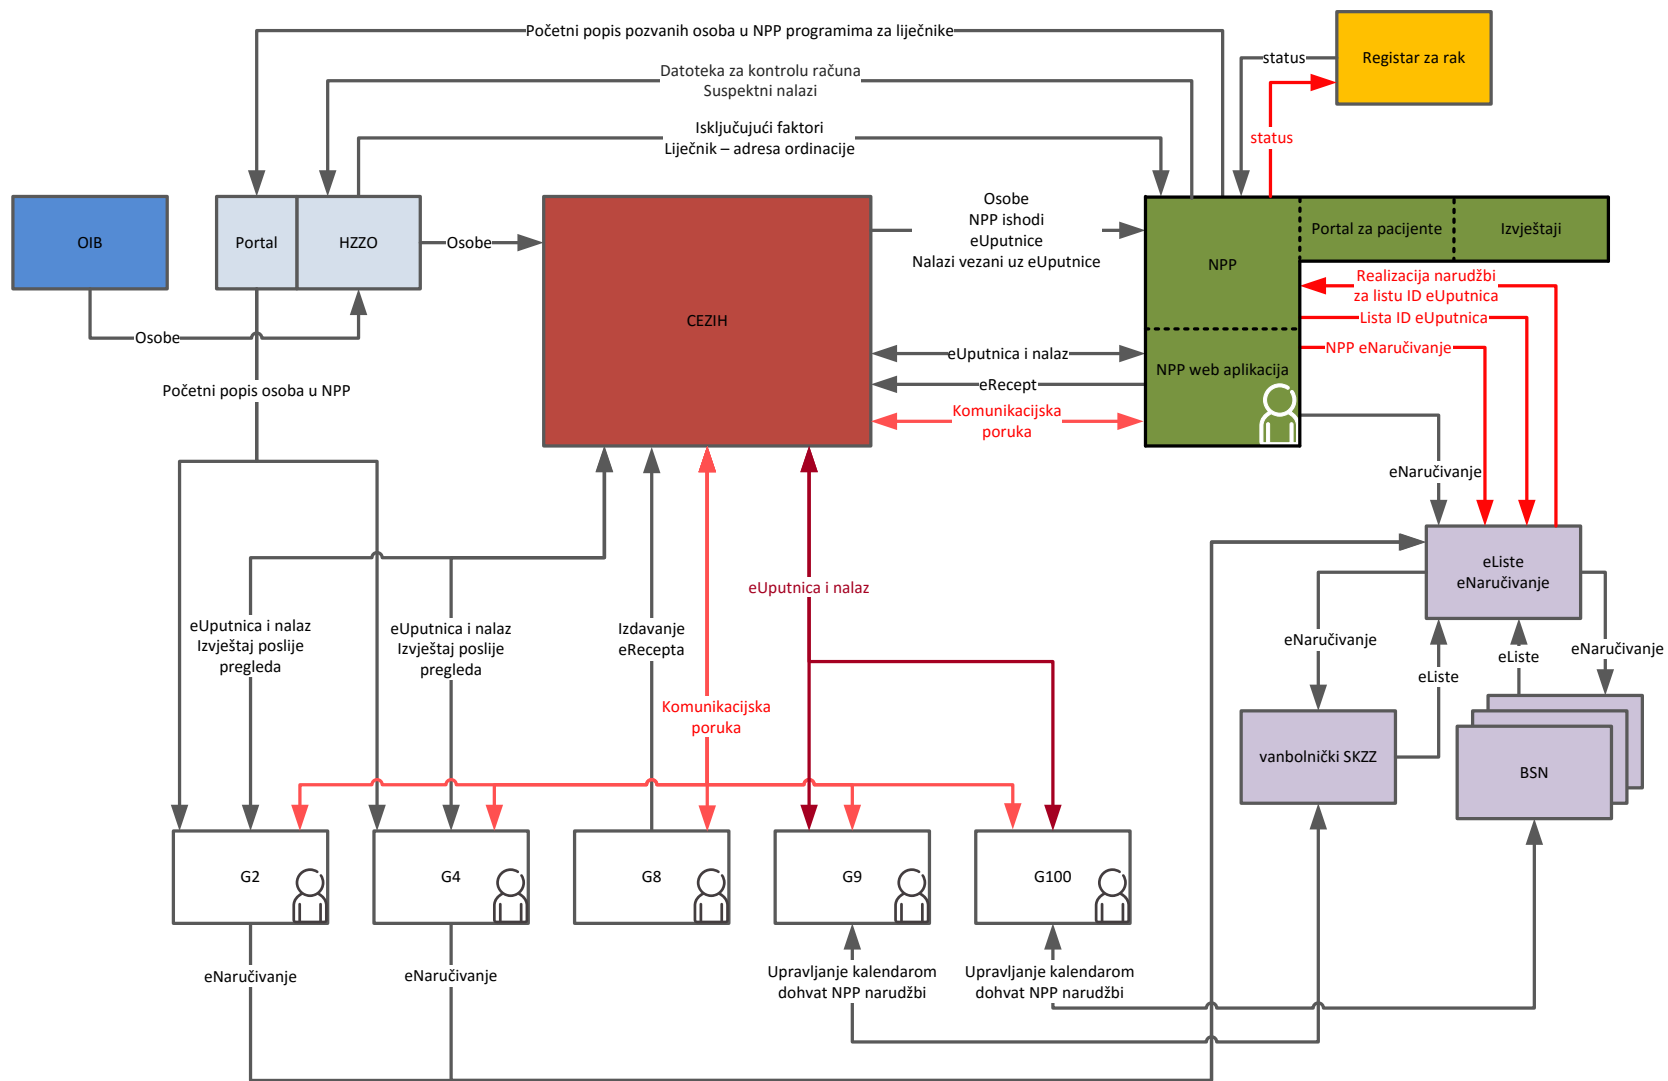 Početni popis pozvanih osoba u NPP programima za liječnike
status
Registar za rak
Datoteka za kontrolu računa
Suspektni nalazi
Isključujući faktori
Liječnik – adresa ordinacije
status
OIB
Portal
HZZO
Osobe
Osobe
NPP ishodi
eUputnice
Nalazi vezani uz eUputnice
NPP
Portal za pacijente
Izvještaji
Realizacija narudžbi
za listu ID eUputnica
Lista ID eUputnica
CEZIH
Osobe
NPP eNaručivanje
eUputnica i nalaz
NPP web aplikacija
eRecept
Početni popis osoba u NPP
Komunikacijska
poruka
eNaručivanje
eListe
eNaručivanje
eUputnica i nalaz
eUputnica i nalaz
Izvještaj poslije
pregleda
eUputnica i nalaz
Izvještaj poslije
pregleda
Izdavanje
eRecepta
eNaručivanje
eListe
eListe
eNaručivanje
Komunikacijska
poruka
vanbolnički SKZZ
BSN
G2
G4
G8
G9
G100
eNaručivanje
eNaručivanje
Upravljanje kalendarom
dohvat NPP narudžbi
Upravljanje kalendarom
dohvat NPP narudžbi